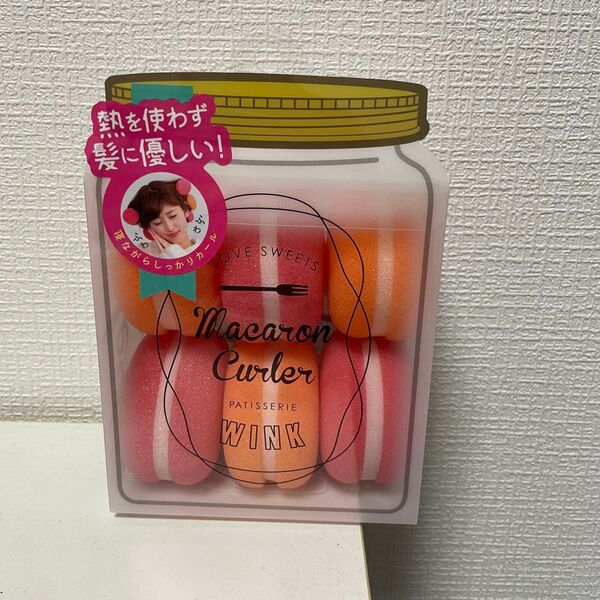 熱を使わず
髪に優しい！
ふわ
ふわ
寝ながらしっかりカール
LOVE SWEETS
Macaron
Curler
PATISSERIE
WINK